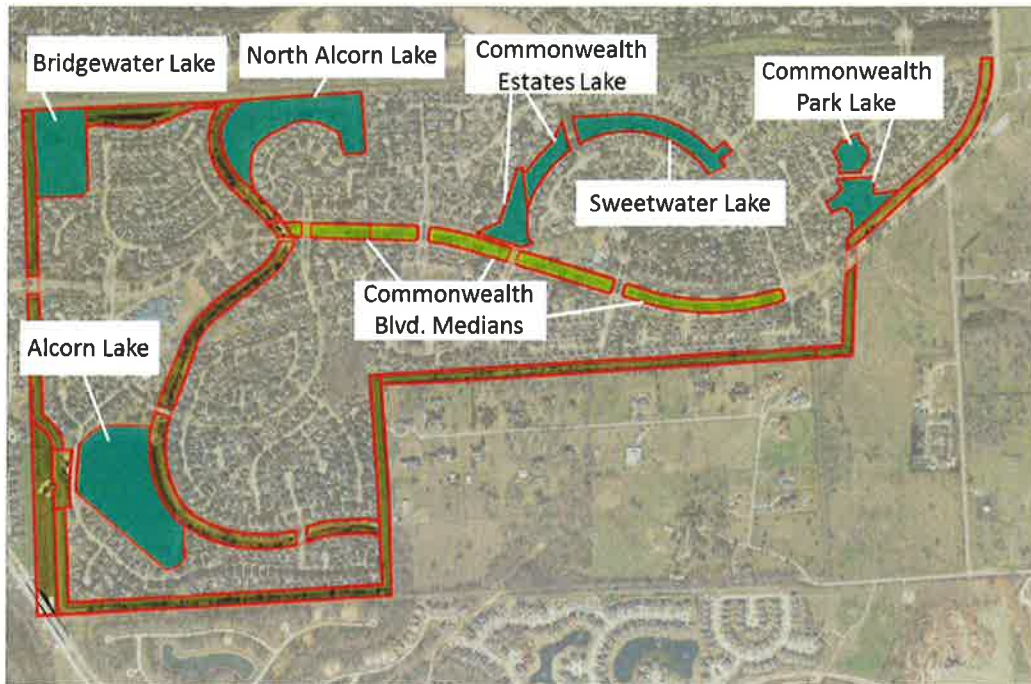 Bridgewater Lake
North Alcorn Lake
Commonwealth
Estates Lake
Commonwealth
Park Lake
Sweetwater Lake
Commonwealth
Blvd. Medians
Alcorn Lake